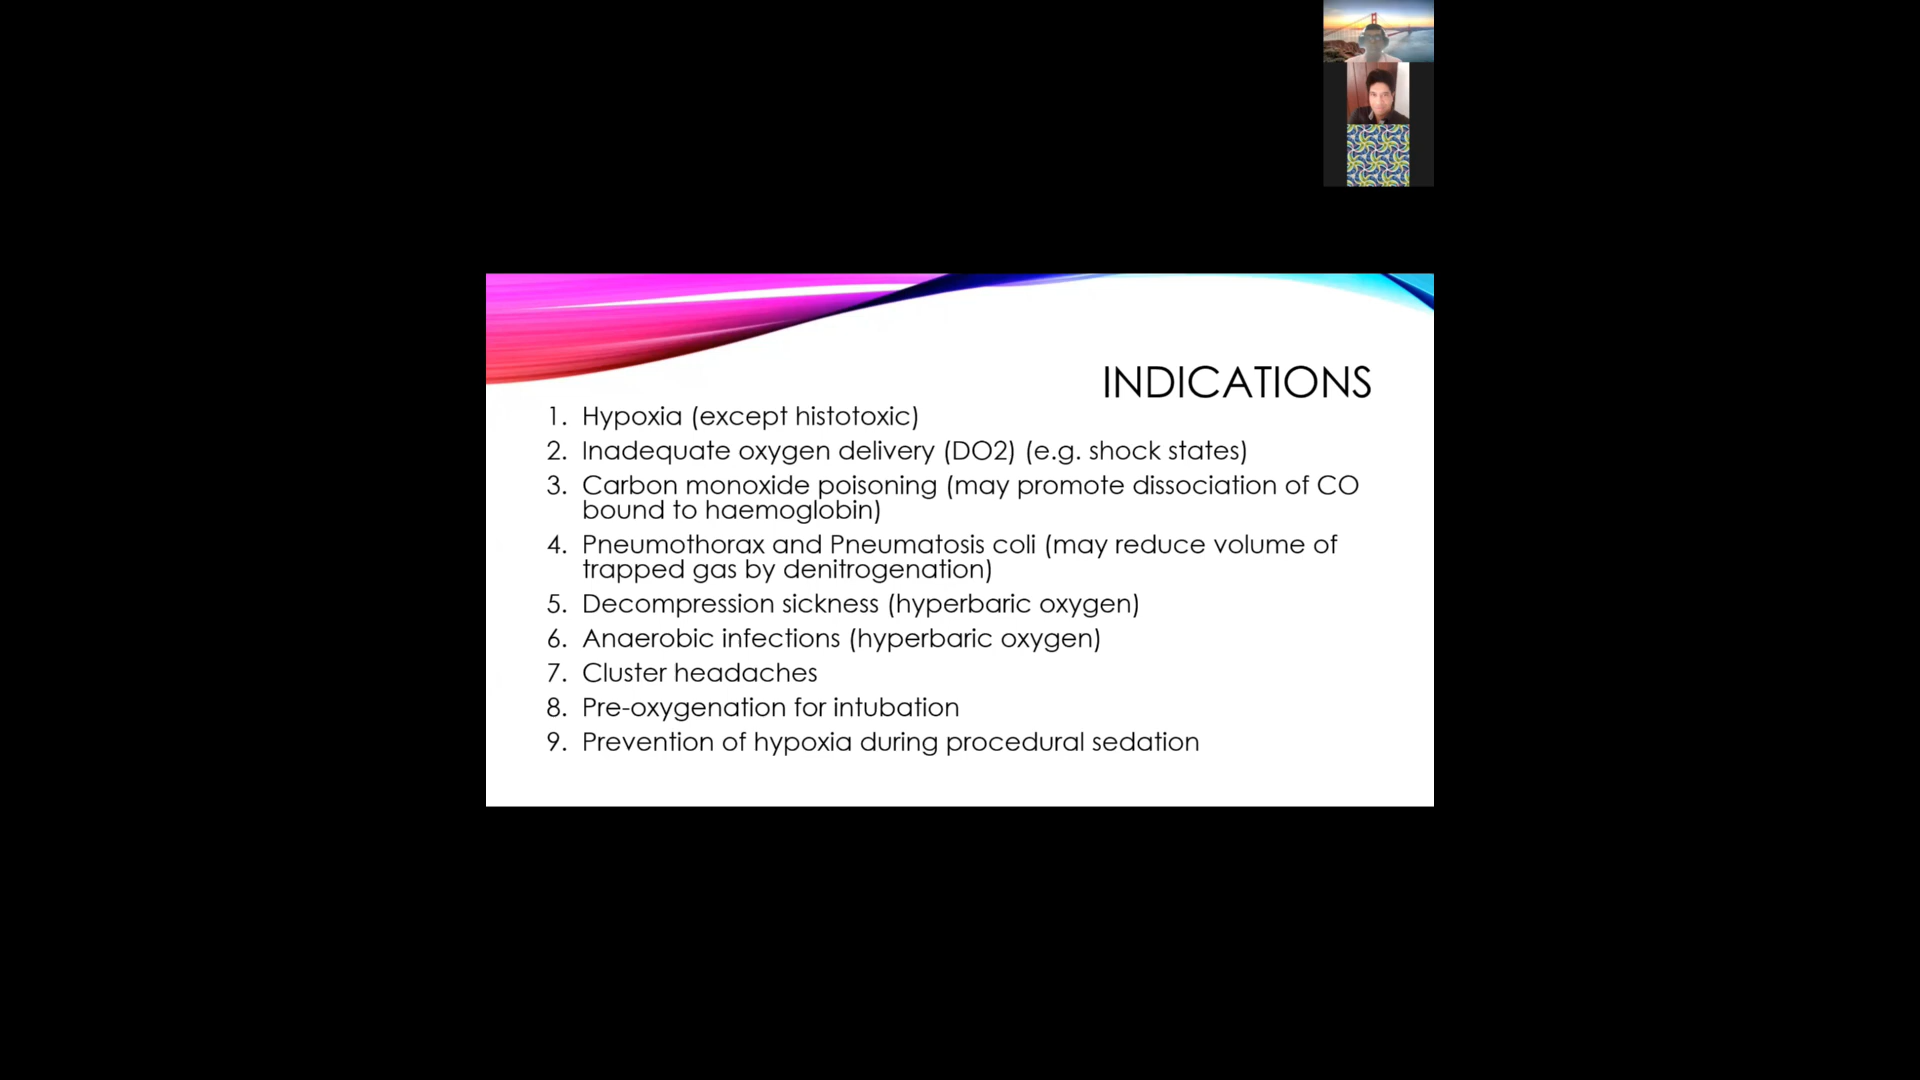 INDICATIONS
1. Hypoxia (except histotoxic)
2. Inadequate oxygen delivery (DO2) (e.g. shock states)
3. Carbon monoxide poisoning (may promote dissociation of CO
bound to haemoglobin)
4. Pneumothorax and Pneumatosis coli (may reduce volume of
trapped gas by denitrogenation)
5. Decompression sickness (hyperbaric oxygen)
6. Anaerobic infections (hyperbaric oxygen)
7. Cluster headaches
8. Pre-oxygenation for intubation
9. Prevention of hypoxia during procedural sedation